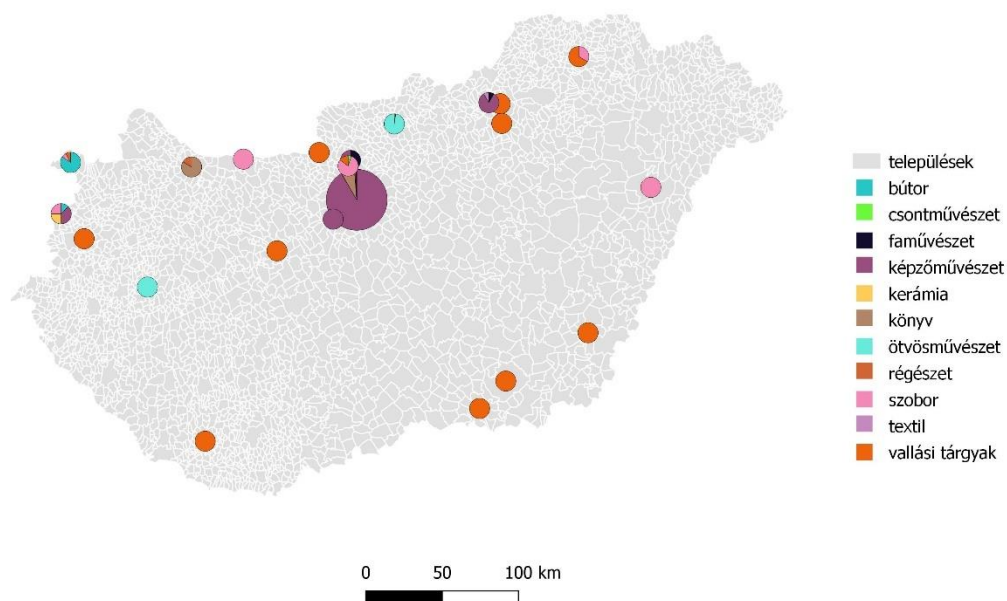 települések
bútor
csontművészet
faművészet
képzőművészet
kerámia
könyv
ötvösművészet
régészet
szobor
textil
vallási tárgyak
0 50 100 km